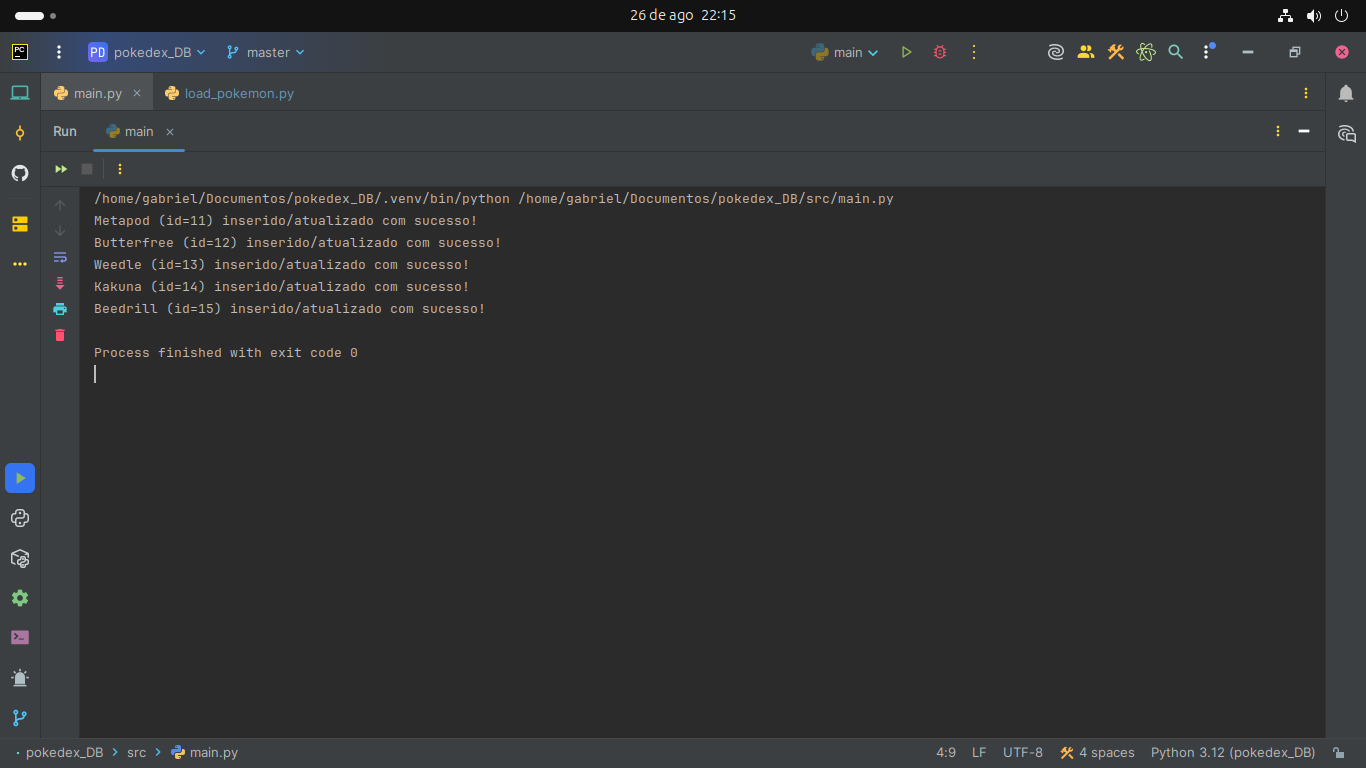 26 de ago 22:15
PC
PD pokedex_DB
master
main
main.py
load_pokemon.py
Run
main
/home/gabriel/Documentos/pokedex_DB/.venv/bin/python /home/gabriel/Documentos/pokedex_DB/src/main.py
Metapod (id=11) inserido/atualizado com sucesso!
Butterfree (id=12) inserido/atualizado com sucesso!
Weedle (id=13) inserido/atualizado com sucesso!
Kakuna (id=14) inserido/atualizado com sucesso!
Beedrill (id=15) inserido/atualizado com sucesso!
Process finished with exit code 0
pokedex_DB > src > main.py
4:9 LF UTF-8 4 spaces Python 3.12 (pokedex_DB)